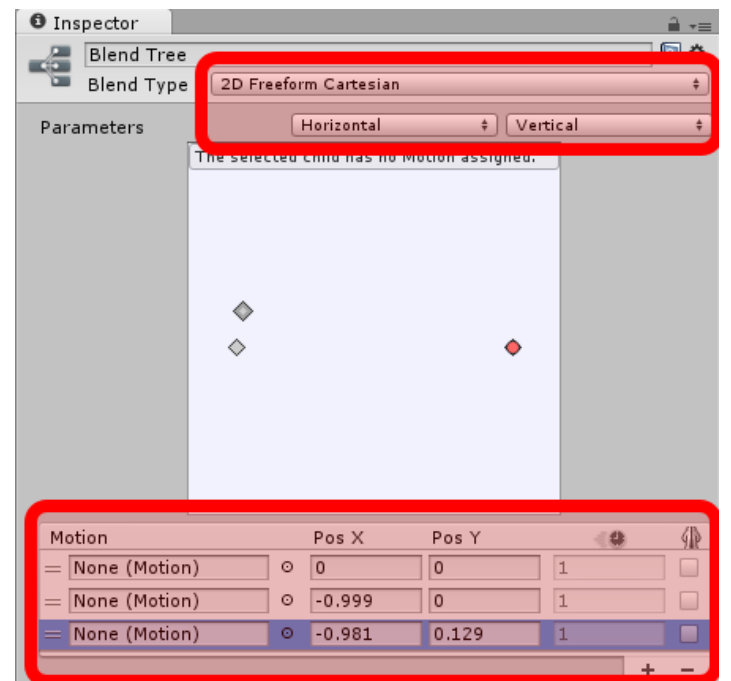 Inspector
Blend Tree
Blend Type 2D Freeform Cartesian
Parameters Horizontal Vertical
The selected child has no Motion assigned.
Motion Pos X Pos Y
None (Motion) 0 0 1
None (Motion) -0.999 0 1
None (Motion) -0.981 0.129 1